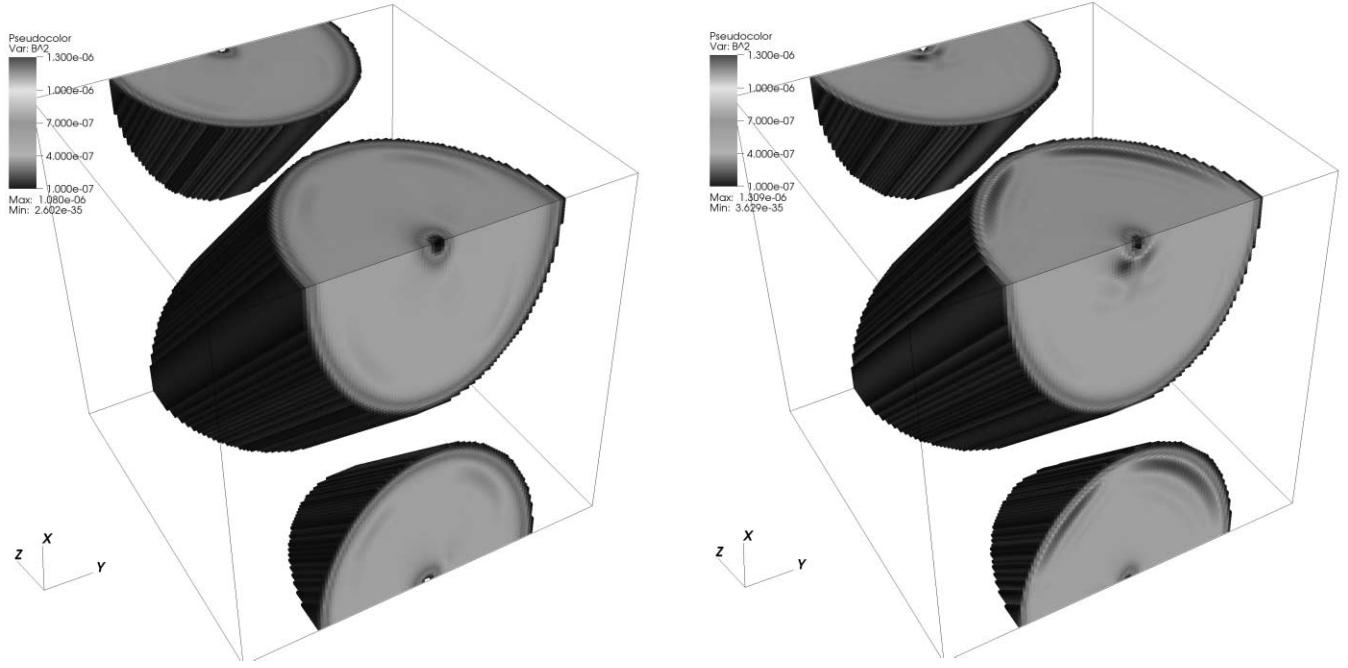 Pseudocolor
Var: B^2
1.300e-06
1.000e-06
7.000e-07
4.000e-07
1.000e-07
Max: 1.080e-06
Min: 2.602e-35
X
Z
Y
Pseudocolor
Var: B^2
1.300e-06
1.000e-06
7.000e-07
4.000e-07
1.000e-07
Max: 1.309e-06
Min: 3.629e-35
X
Z
Y